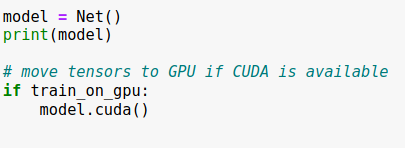 model = Net()
print(model)
# move tensors to GPU if CUDA is available
if train_on_gpu:
    model.cuda()